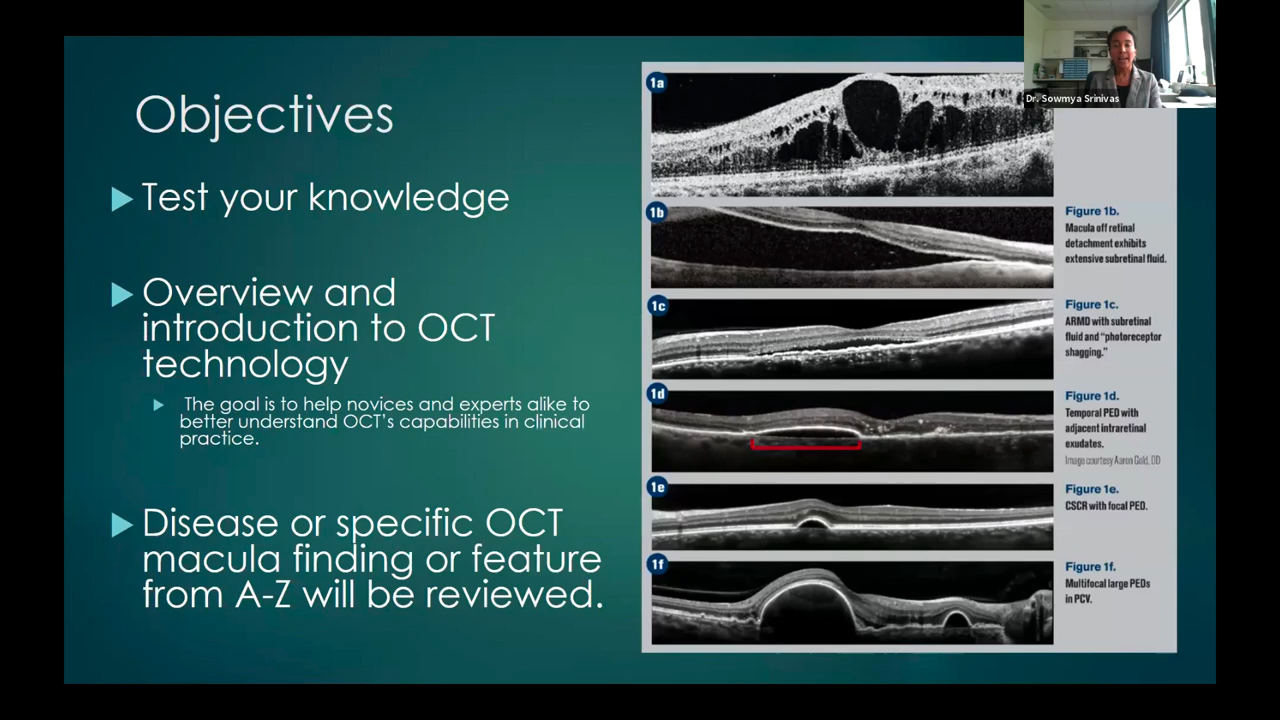 Objectives
Test your knowledge
Overview and
introduction to OCT
technology
The goal is to help novices and experts alike to
better understand OCT's capabilities in clinical
practice.
Disease or specific OCT
macula finding or feature
from A-Z will be reviewed.
1a
1b
Figure 1b.
Macula off retinal
detachment exhibits
extensive subretinal fluid.
1c
Figure 1c.
ARMD with subretinal
fluid and “photoreceptor
shagging.”
1d
Figure 1d.
Temporal PED with
adjacent intraretinal
exudates.
Image courtesy Aaron Gold, OD
1e
Figure 1e.
CSCR with focal PED.
1f
Figure 1f.
Multifocal large PEDs
in PCV.
Dr. Sowmya Srinivas